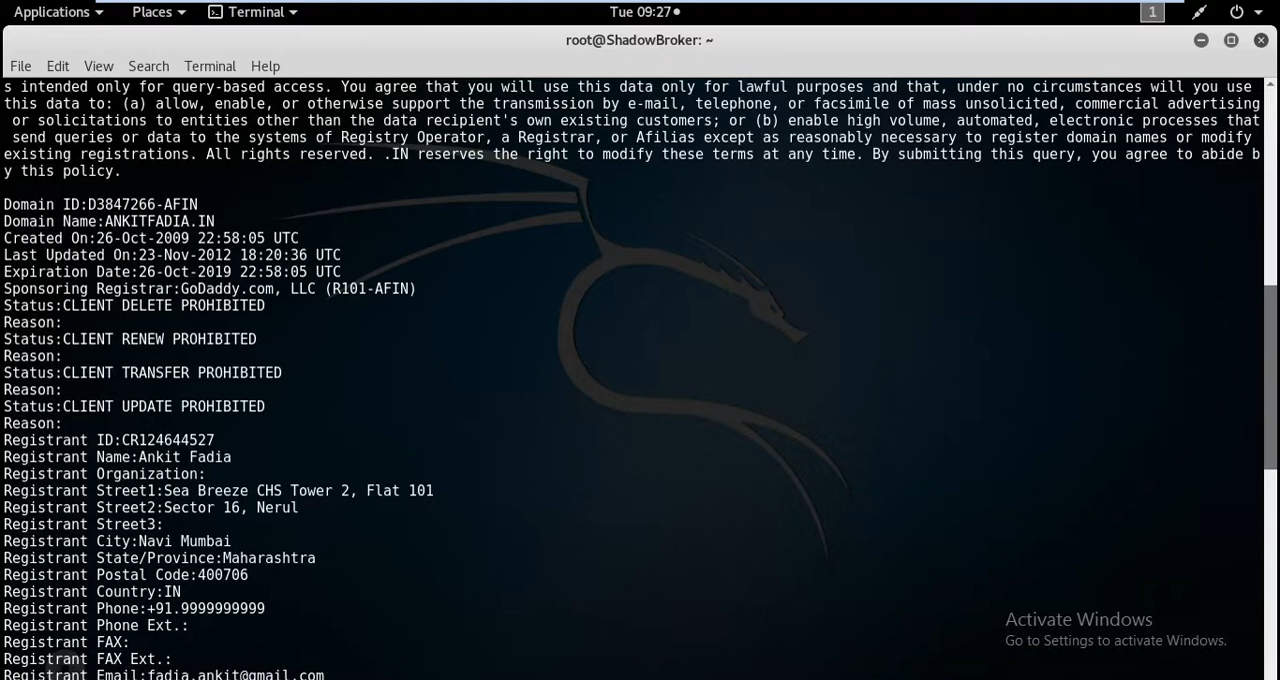 Applications Places Terminal Tue 09:27 1
root@ShadowBroker: ~
File Edit View Search Terminal Help
s intended only for query-based access. You agree that you will use this data only for lawful purposes and that, under no circumstances will you use
this data to: (a) allow, enable, or otherwise support the transmission by e-mail, telephone, or facsimile of mass unsolicited, commercial advertising
or solicitations to entities other than the data recipient's own existing customers; or (b) enable high volume, automated, electronic processes that
send queries or data to the systems of Registry Operator, a Registrar, or Afilias except as reasonably necessary to register domain names or modify
existing registrations. All rights reserved. .IN reserves the right to modify these terms at any time. By submitting this query, you agree to abide b
y this policy.
Domain ID:D3847266-AFIN
Domain Name:ANKITFADIA.IN
Created On:26-Oct-2009 22:58:05 UTC
Last Updated On:23-Nov-2012 18:20:36 UTC
Expiration Date:26-Oct-2019 22:58:05 UTC
Sponsoring Registrar:GoDaddy.com, LLC (R101-AFIN)
Status:CLIENT DELETE PROHIBITED
Reason:
Status:CLIENT RENEW PROHIBITED
Reason:
Status:CLIENT TRANSFER PROHIBITED
Reason:
Status:CLIENT UPDATE PROHIBITED
Reason:
Registrant ID:CR124644527
Registrant Name:Ankit Fadia
Registrant Organization:
Registrant Street1:Sea Breeze CHS Tower 2, Flat 101
Registrant Street2:Sector 16, Nerul
Registrant Street3:
Registrant City:Navi Mumbai
Registrant State/Province:Maharashtra
Registrant Postal Code:400706
Registrant Country:IN
Registrant Phone:+91.9999999999
Registrant Phone Ext.:
Registrant FAX:
Registrant FAX Ext.:
Registrant Email:fadia.ankit@gmail.com
Activate Windows
Go to Settings to activate Windows.